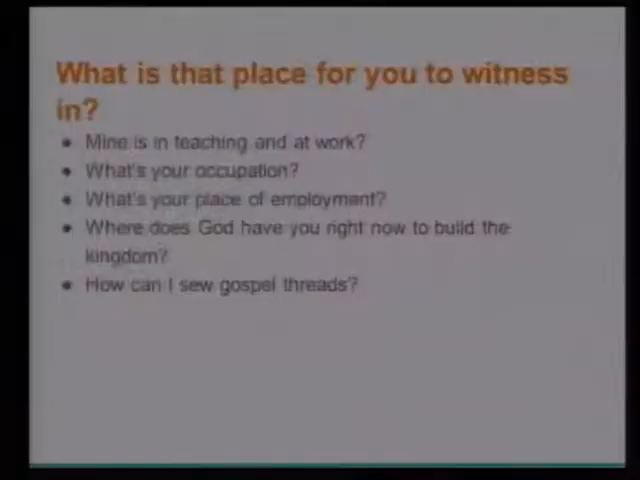 What is that place for you to witness
in?
● Mine is in teaching and at work?
● What's your occupation?
● What's your place of employment?
● Where does God have you right now to build the
kingdom?
● How can I sew gospel threads?